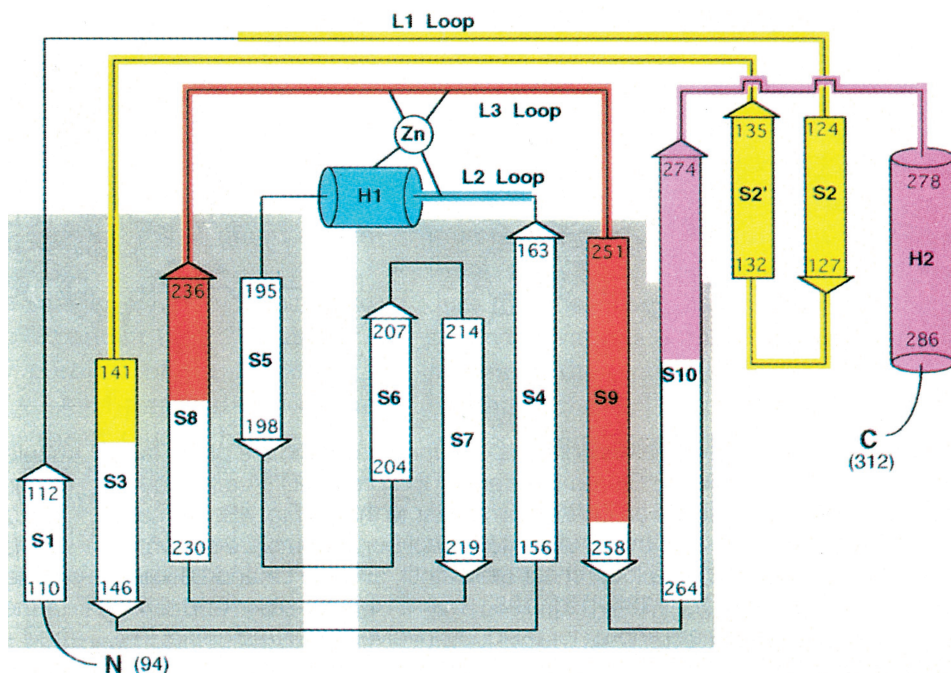 L1 Loop
L3 Loop
Zn
L2 Loop
H1
135
124
274
278
S2'
S2
H2
132
127
286
236
195
163
251
207
214
141
S5
S8
S6
S7
S4
S9
S10
198
204
112
S3
S1
110
146
230
219
156
258
264
C
(312)
N (94)